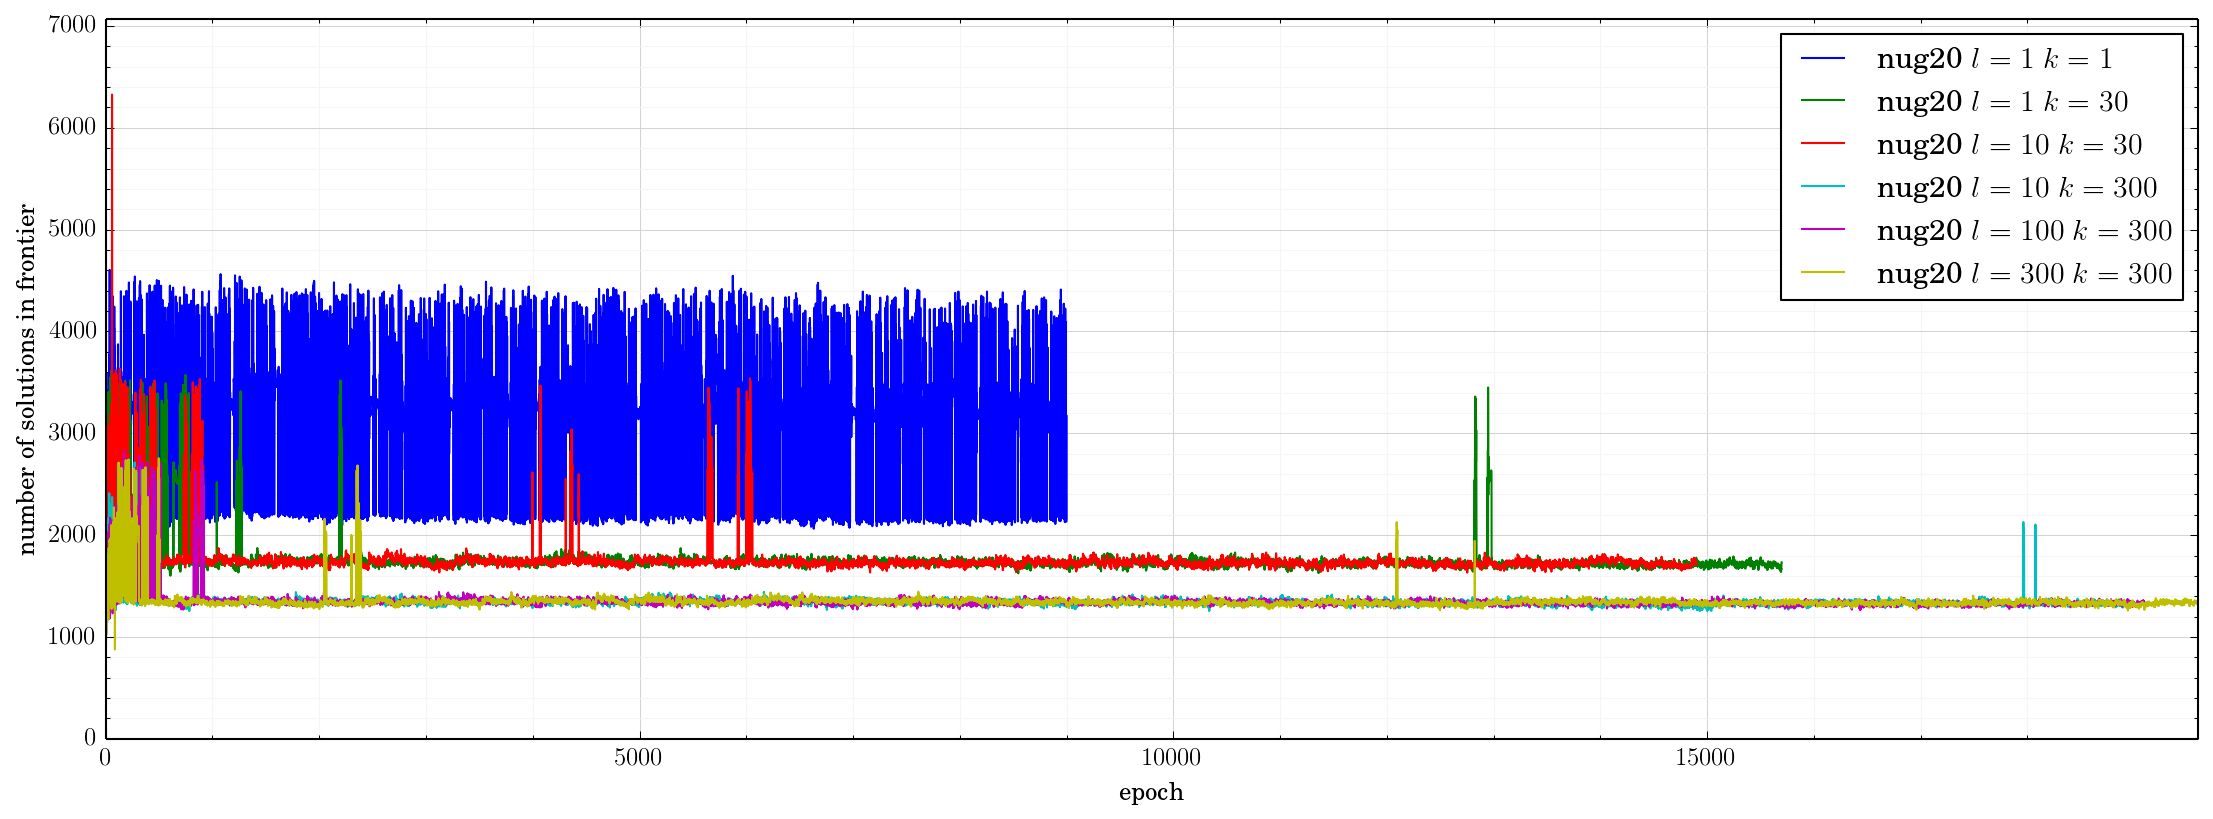 7000
6000
5000
4000
3000
2000
1000
0
number of solutions in frontier
0 5000 10000 15000
epoch
nug20 l = 1 k = 1
nug20 l = 1 k = 30
nug20 l = 10 k = 30
nug20 l = 10 k = 300
nug20 l = 100 k = 300
nug20 l = 300 k = 300